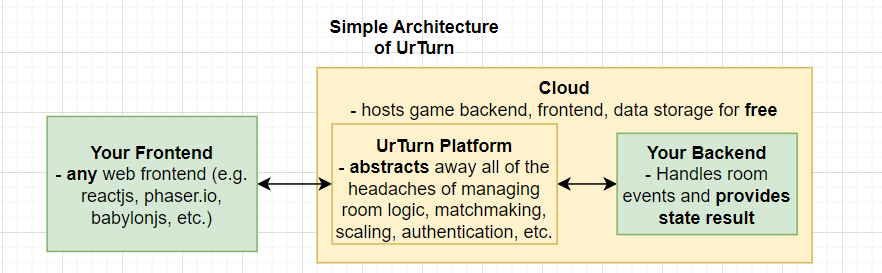 Simple Architecture
of UrTurn
Cloud
- hosts game backend, frontend, data storage for free
Your Frontend
- any web frontend (e.g.
reactjs, phaser.io,
babylonjs, etc.)
UrTurn Platform
- abstracts away all of the
headaches of managing
room logic, matchmaking,
scaling, authentication, etc.
Your Backend
- Handles room
events and provides
state result